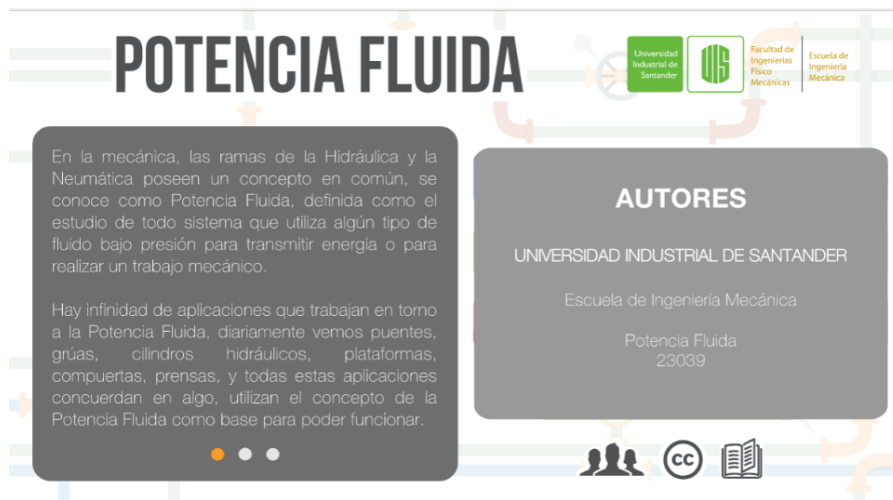 POTENCIA FLUIDA
Universidad
Industrial de
Santander
UIS
Facultad de
Ingenierías
Físico
Mecánicas
Escuela de
Ingeniería
Mecánica
En la mecánica, las ramas de la Hidráulica y la
Neumática poseen un concepto en común, se
conoce como Potencia Fluida, definida como el
estudio de todo sistema que utiliza algún tipo de
fluido bajo presión para transmitir energía o para
realizar un trabajo mecánico.
Hay infinidad de aplicaciones que trabajan en torno
a la Potencia Fluida, diariamente vemos puentes,
grúas, cilindros hidráulicos, plataformas,
compuertas, prensas, y todas estas aplicaciones
concuerdan en algo, utilizan el concepto de la
Potencia Fluida como base para poder funcionar.
AUTORES
UNIVERSIDAD INDUSTRIAL DE SANTANDER
Escuela de Ingeniería Mecánica
Potencia Fluida
23039
cc